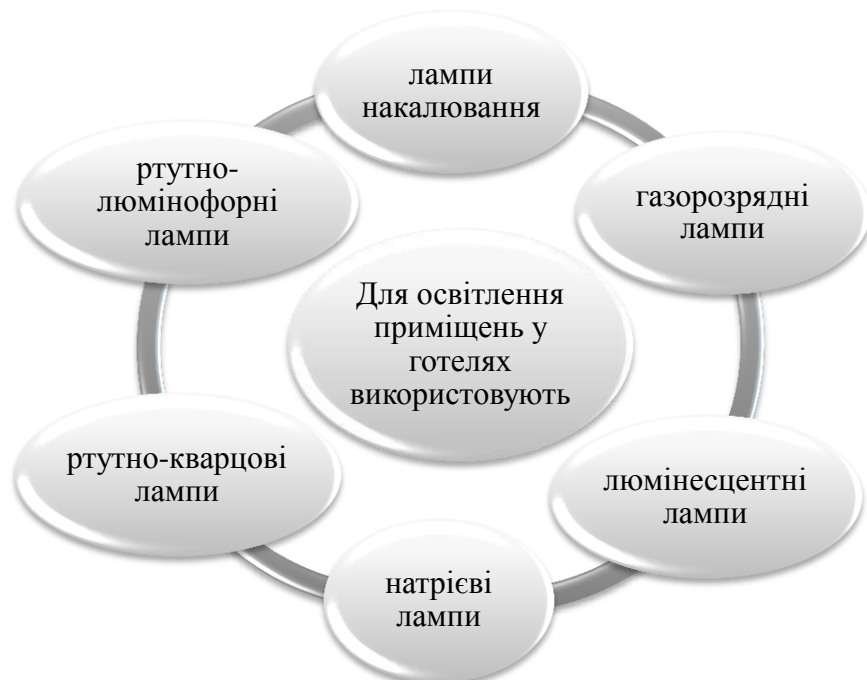 лампи
накалювання
газорозрядні
лампи
люмінесцентні
лампи
натрієві
лампи
ртутно-кварцові
лампи
ртутно-
люмінофорні
лампи
Для освітлення
приміщень у
готелях
використовують